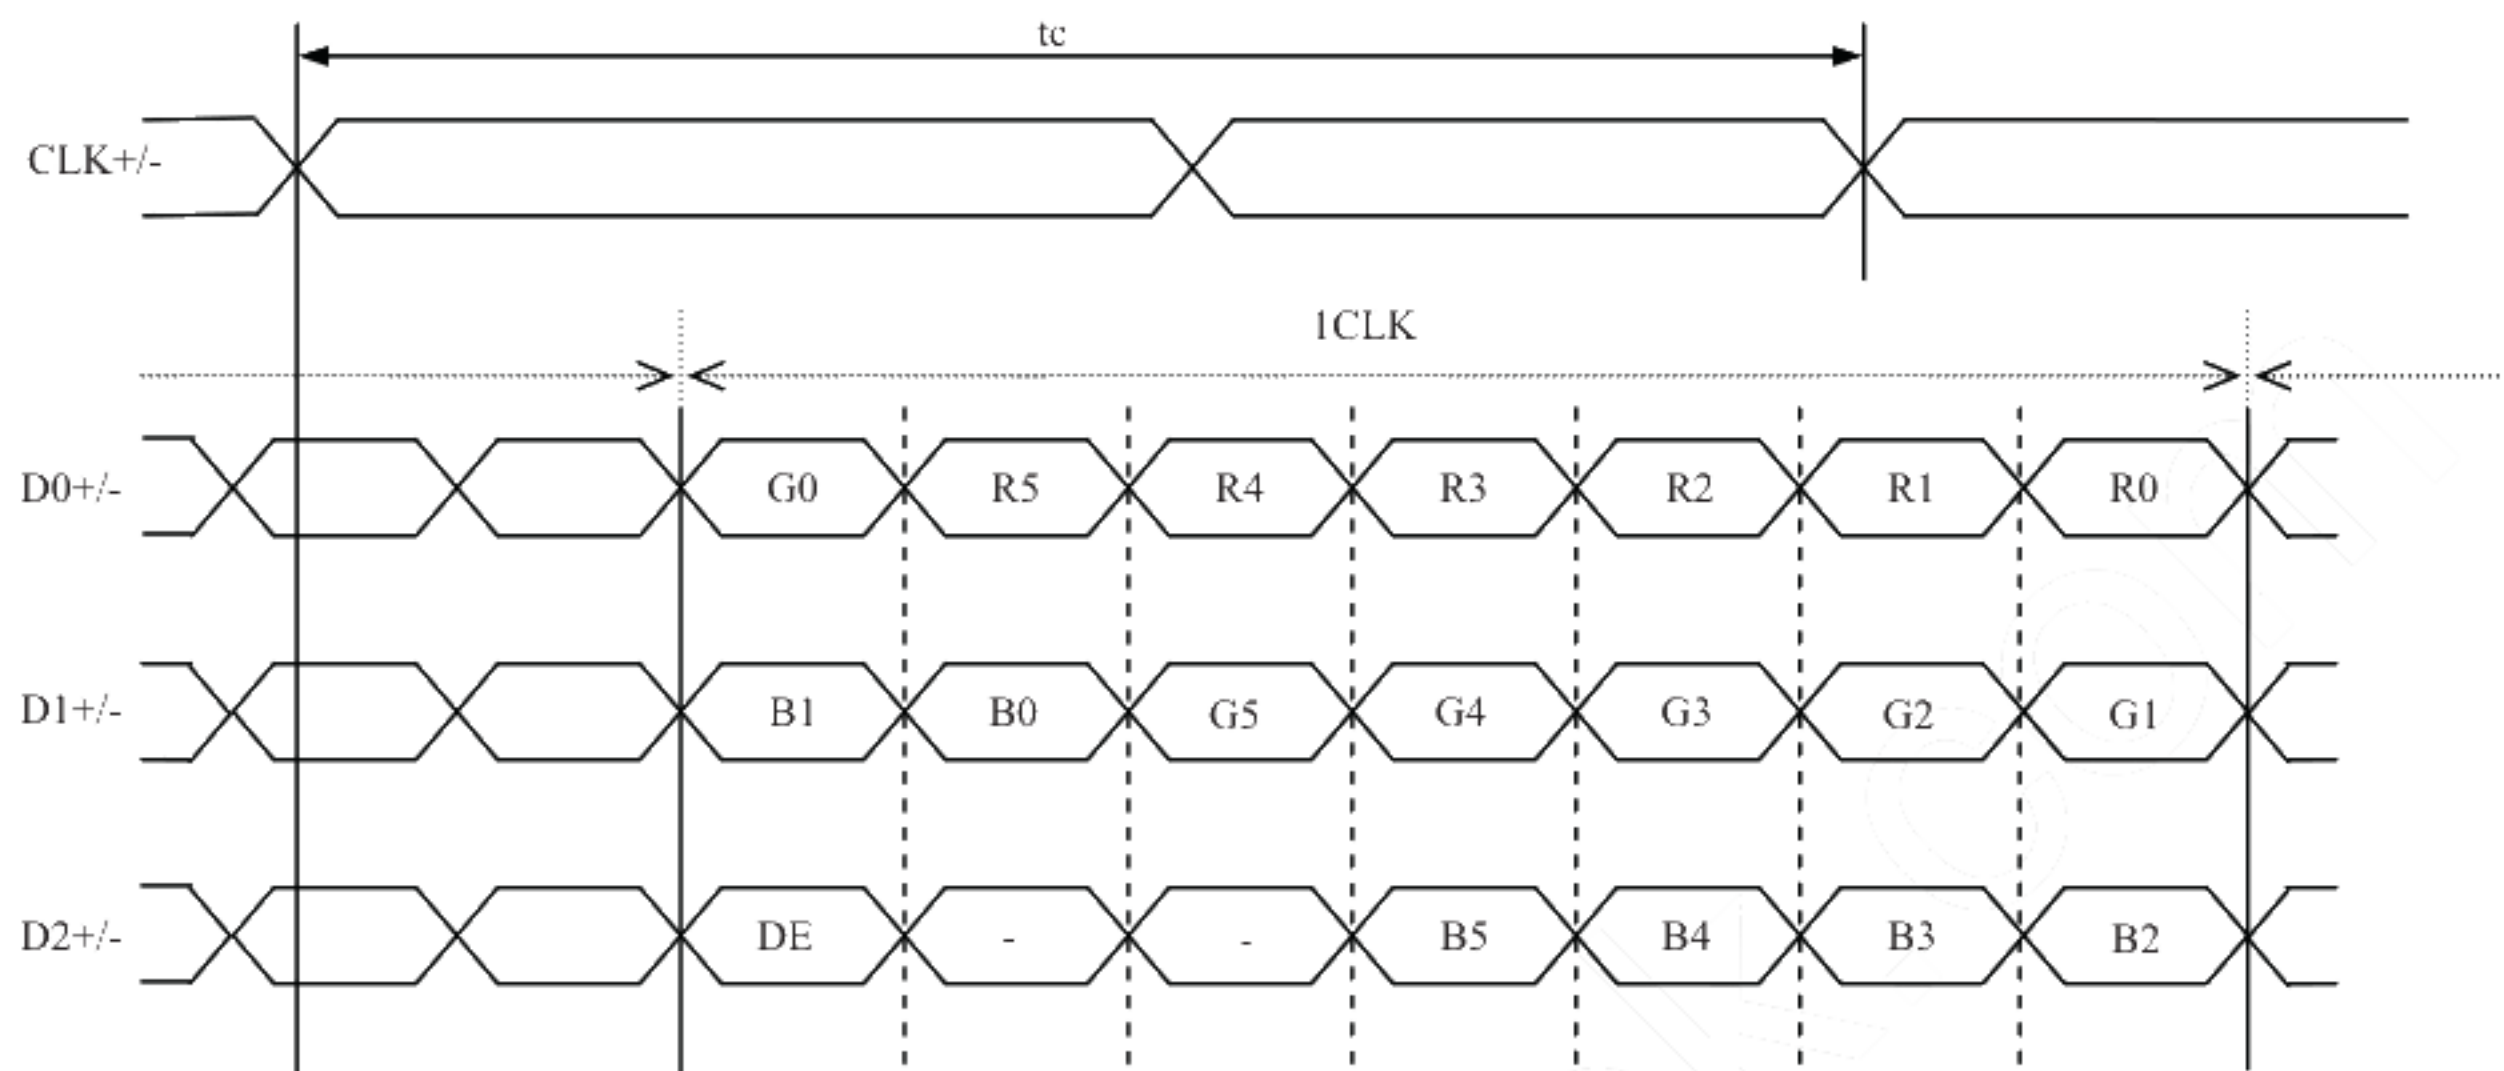 tc
CLK+/-
1CLK
D0+/- G0 R5 R4 R3 R2 R1 R0
D1+/- B1 B0 G5 G4 G3 G2 G1
D2+/- DE - - B5 B4 B3 B2